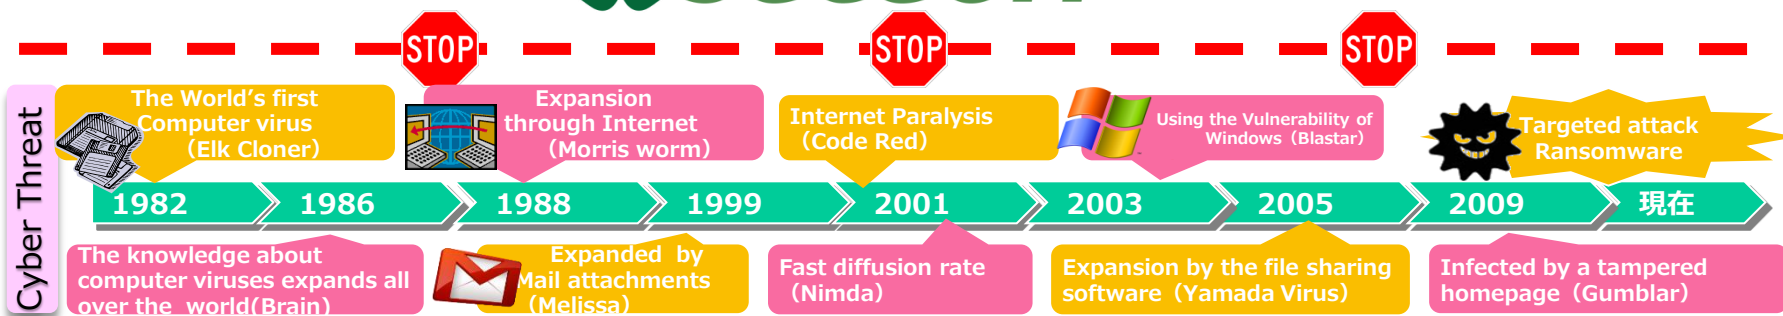 STOP
STOP
STOP
Cyber Threat
The World's first
Computer virus
（Elk Cloner）
Expansion
through Internet
（Morris worm）
Internet Paralysis
（Code Red）
Using the Vulnerability of
Windows（Blastar）
Targeted attack
Ransomware
1982
1986
1988
1999
2001
2003
2005
2009
現在
The knowledge about
computer viruses expands all
over the world(Brain)
Expanded by
Mail attachments
（Melissa）
Fast diffusion rate
（Nimda）
Expansion by the file sharing
software（Yamada Virus）
Infected by a tampered
homepage（Gumblar）